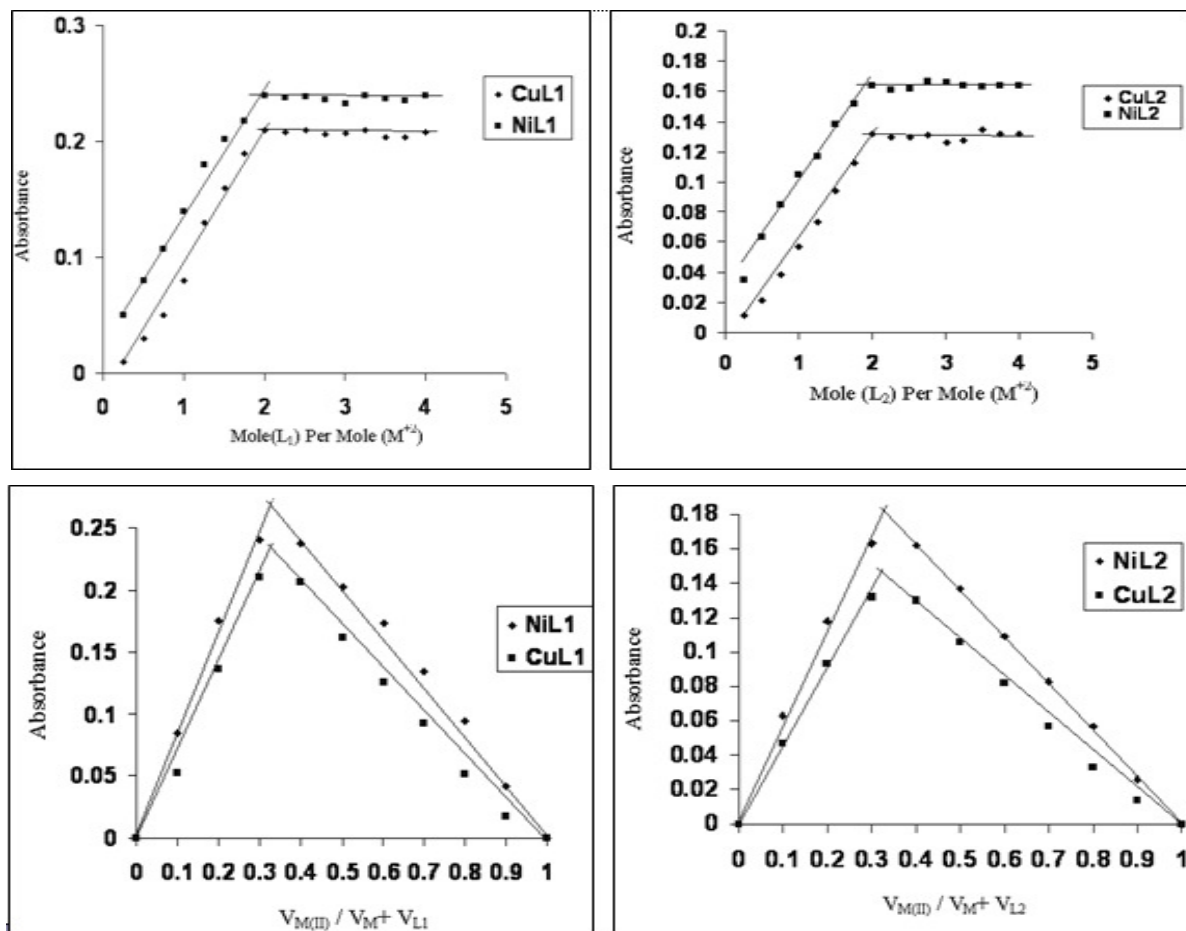 0.3
0.2
0.1
0
0 1 2 3 4 5
Absorbance
Mole(L₁) Per Mole (M⁺²)
CuL1
NiL1
0.2
0.18
0.16
0.14
0.12
0.1
0.08
0.06
0.04
0.02
0
0 1 2 3 4 5
Absorbance
Mole (L₂) Per Mole (M⁺²)
CuL2
NiL2
0.25
0.2
0.15
0.1
0.05
0
0 0.1 0.2 0.3 0.4 0.5 0.6 0.7 0.8 0.9 1
Absorbance
V_M(II) / V_M+ V_L1
NiL1
CuL1
0.18
0.16
0.14
0.12
0.1
0.08
0.06
0.04
0.02
0
0 0.1 0.2 0.3 0.4 0.5 0.6 0.7 0.8 0.9 1
Absorbance
V_M(II) / V_M+ V_L2
NiL2
CuL2